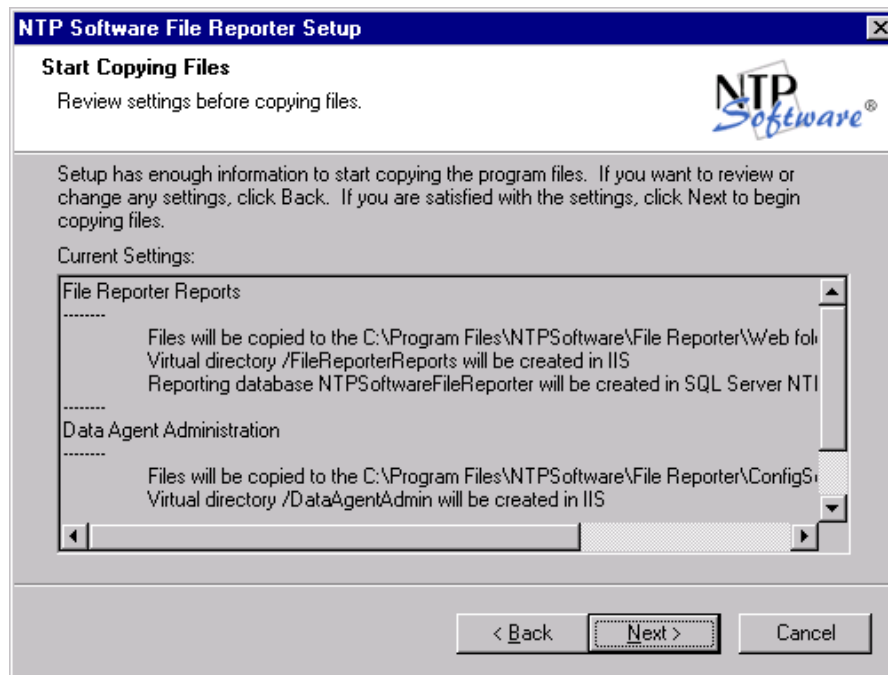 NTP Software File Reporter Setup
Start Copying Files
Review settings before copying files.
NTP
Software®
Setup has enough information to start copying the program files. If you want to review or
change any settings, click Back. If you are satisfied with the settings, click Next to begin
copying files.
Current Settings:
File Reporter Reports
--------
Files will be copied to the C:\Program Files\NTPSoftware\File Reporter\Web
Virtual directory /FileReporterReports will be created in IIS
Reporting database NTPSoftwareFileReporter will be created in SQL Server
--------
Data Agent Administration
--------
Files will be copied to the C:\Program Files\NTPSoftware\File Reporter\
Virtual directory /DataAgentAdmin will be created in IIS
< Back
Next >
Cancel